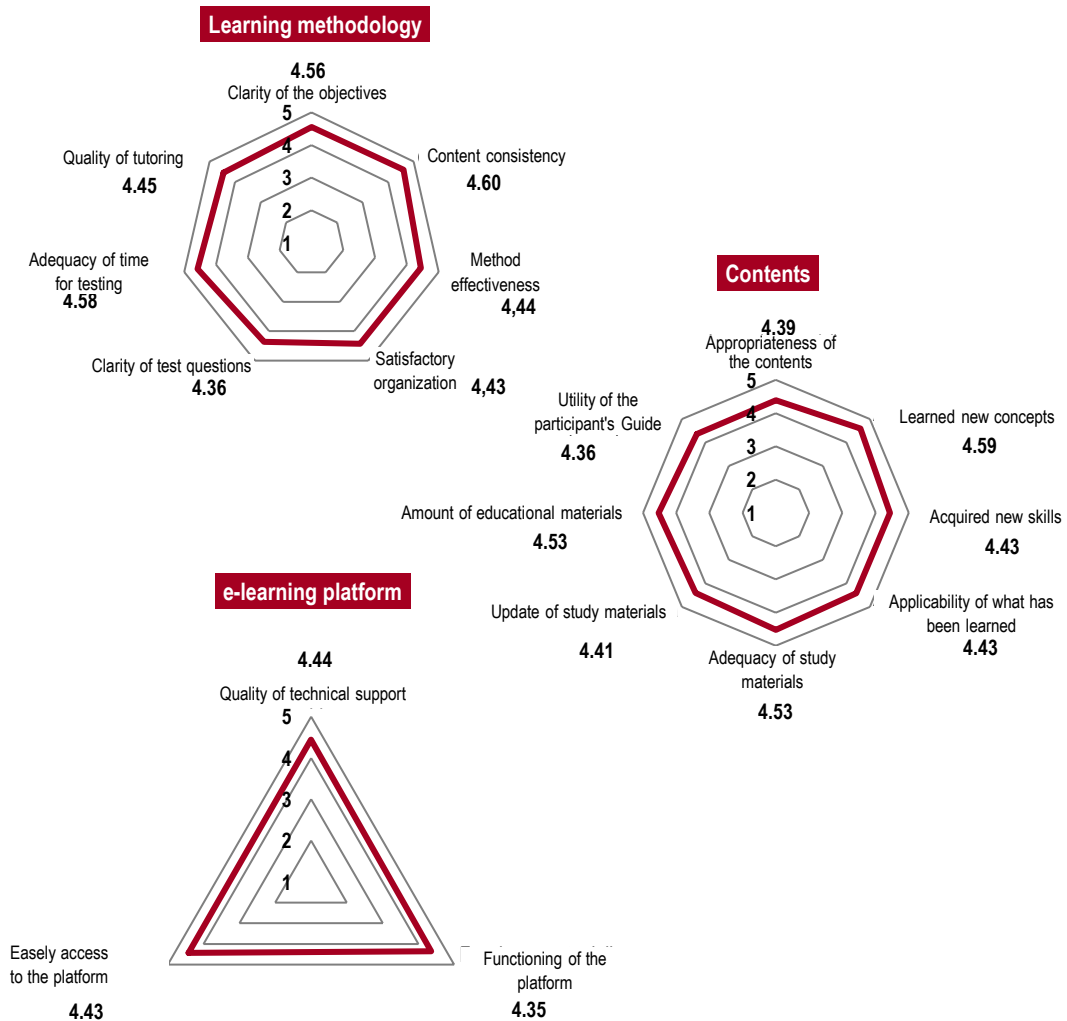 Learning methodology
4.56
Clarity of the objectives
5
4
3
2
1
Content consistency
4.60
Method
effectiveness
4,44
Satisfactory
organization
4,43
Clarity of test questions
4.36
Adequacy of time
for testing
4.58
Quality of tutoring
4.45
Contents
4.39
Appropriateness of
the contents
5
4
3
2
1
Learned new concepts
4.59
Acquired new skills
4.43
Applicability of what has
been learned
4.43
Adequacy of study
materials
4.53
Update of study materials
4.41
Amount of educational materials
4.53
Utility of the
participant's Guide
4.36
e-learning platform
4.44
Quality of technical support
5
4
3
2
1
Functioning of the
platform
4.35
Easely access
to the platform
4.43